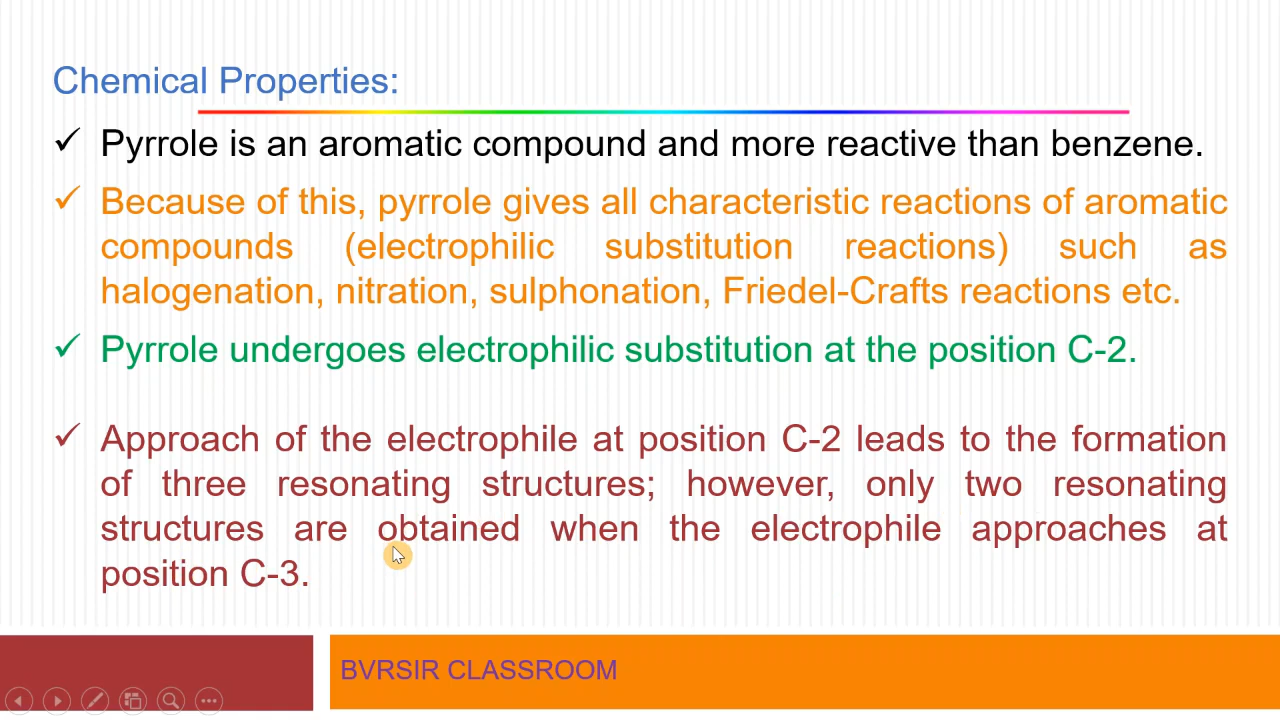 Chemical Properties:
✓ Pyrrole is an aromatic compound and more reactive than benzene.
✓ Because of this, pyrrole gives all characteristic reactions of aromatic
compounds (electrophilic substitution reactions) such as
halogenation, nitration, sulphonation, Friedel-Crafts reactions etc.
✓ Pyrrole undergoes electrophilic substitution at the position C-2.
✓ Approach of the electrophile at position C-2 leads to the formation
of three resonating structures; however, only two resonating
structures are obtained when the electrophile approaches at
position C-3.
BVRSIR CLASSROOM